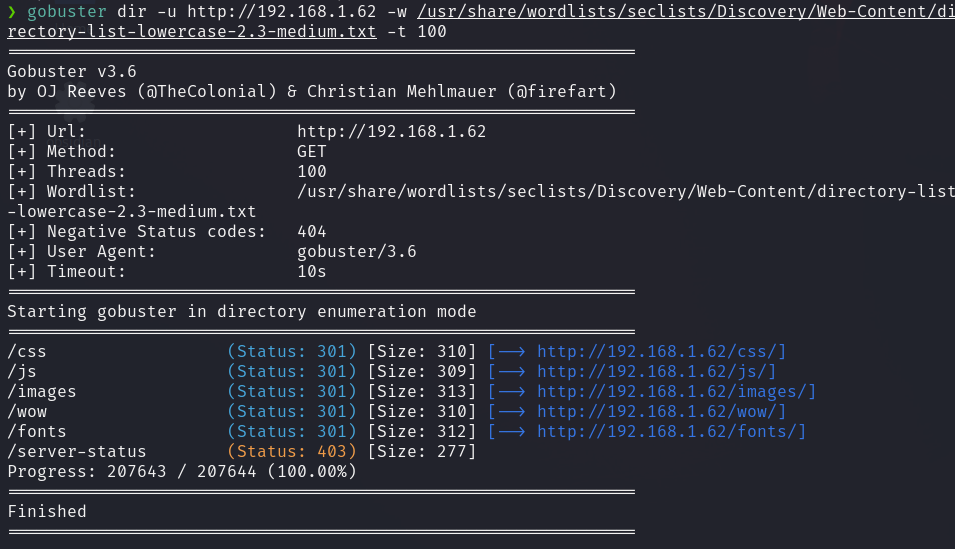 ❯ gobuster dir -u http://192.168.1.62 -w /usr/share/wordlists/seclists/Discovery/Web-Content/di
rectory-list-lowercase-2.3-medium.txt -t 100
===============================================================
Gobuster v3.6
by OJ Reeves (@TheColonial) & Christian Mehlmauer (@firefart)
===============================================================
[+] Url:                     http://192.168.1.62
[+] Method:                  GET
[+] Threads:                 100
[+] Wordlist:                /usr/share/wordlists/seclists/Discovery/Web-Content/directory-list
-lowercase-2.3-medium.txt
[+] Negative Status codes:   404
[+] User Agent:              gobuster/3.6
[+] Timeout:                 10s
===============================================================
Starting gobuster in directory enumeration mode
===============================================================
/css                  (Status: 301) [Size: 310] [--> http://192.168.1.62/css/]
/js                   (Status: 301) [Size: 309] [--> http://192.168.1.62/js/]
/images               (Status: 301) [Size: 313] [--> http://192.168.1.62/images/]
/wow                  (Status: 301) [Size: 310] [--> http://192.168.1.62/wow/]
/fonts                (Status: 301) [Size: 312] [--> http://192.168.1.62/fonts/]
/server-status        (Status: 403) [Size: 277]
Progress: 207643 / 207644 (100.00%)
===============================================================
Finished
===============================================================